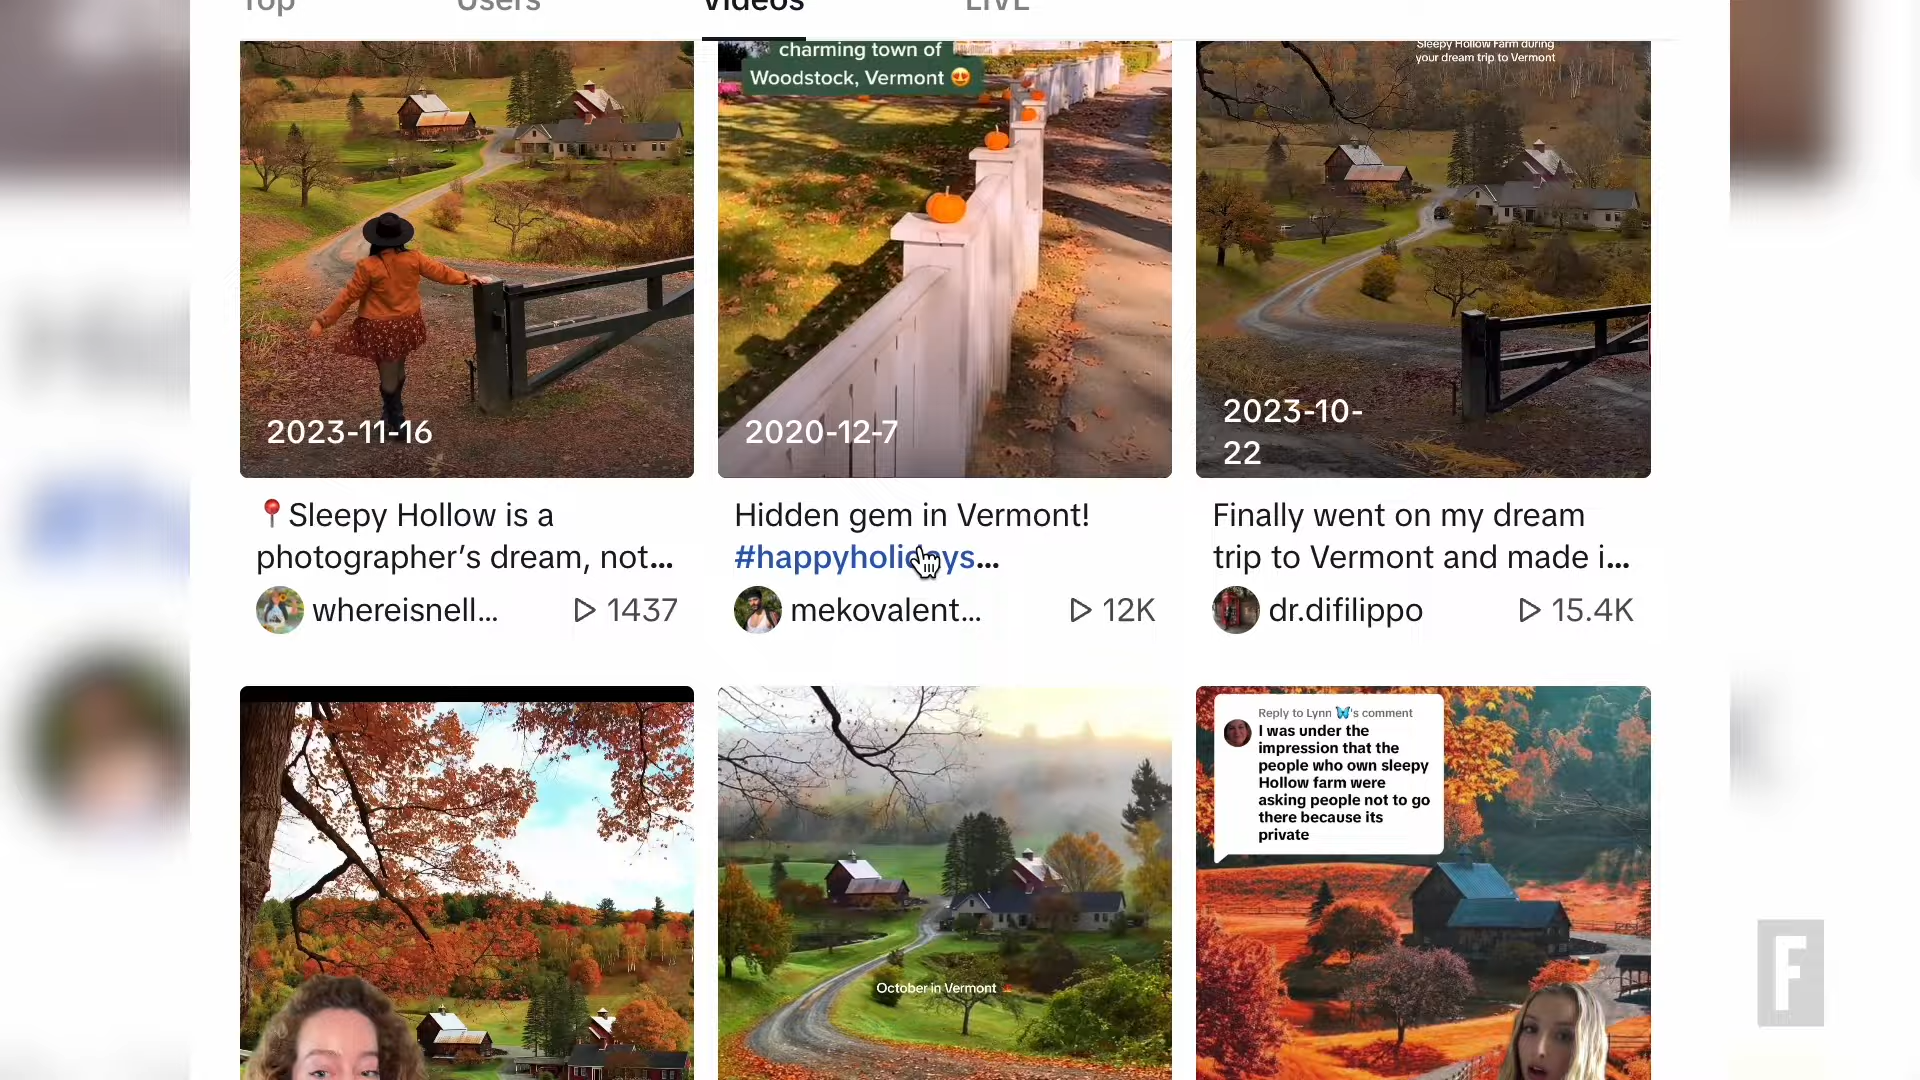 Top
Users
Videos
LIVE
charming town of
Woodstock, Vermont 😍
Sleepy Hollow Farm during
your dream trip to Vermont
2023-11-16
2020-12-7
2023-10-
22
📍Sleepy Hollow is a
photographer’s dream, not...
whereisnell...
1437
Hidden gem in Vermont!
#happyholidays...
mekovalent...
12K
Finally went on my dream
trip to Vermont and made i...
dr.difilippo
15.4K
October in Vermont
Reply to Lynn 🦋's comment
I was under the
impression that the
people who own sleepy
Hollow farm were
asking people not to go
there because its
private
F